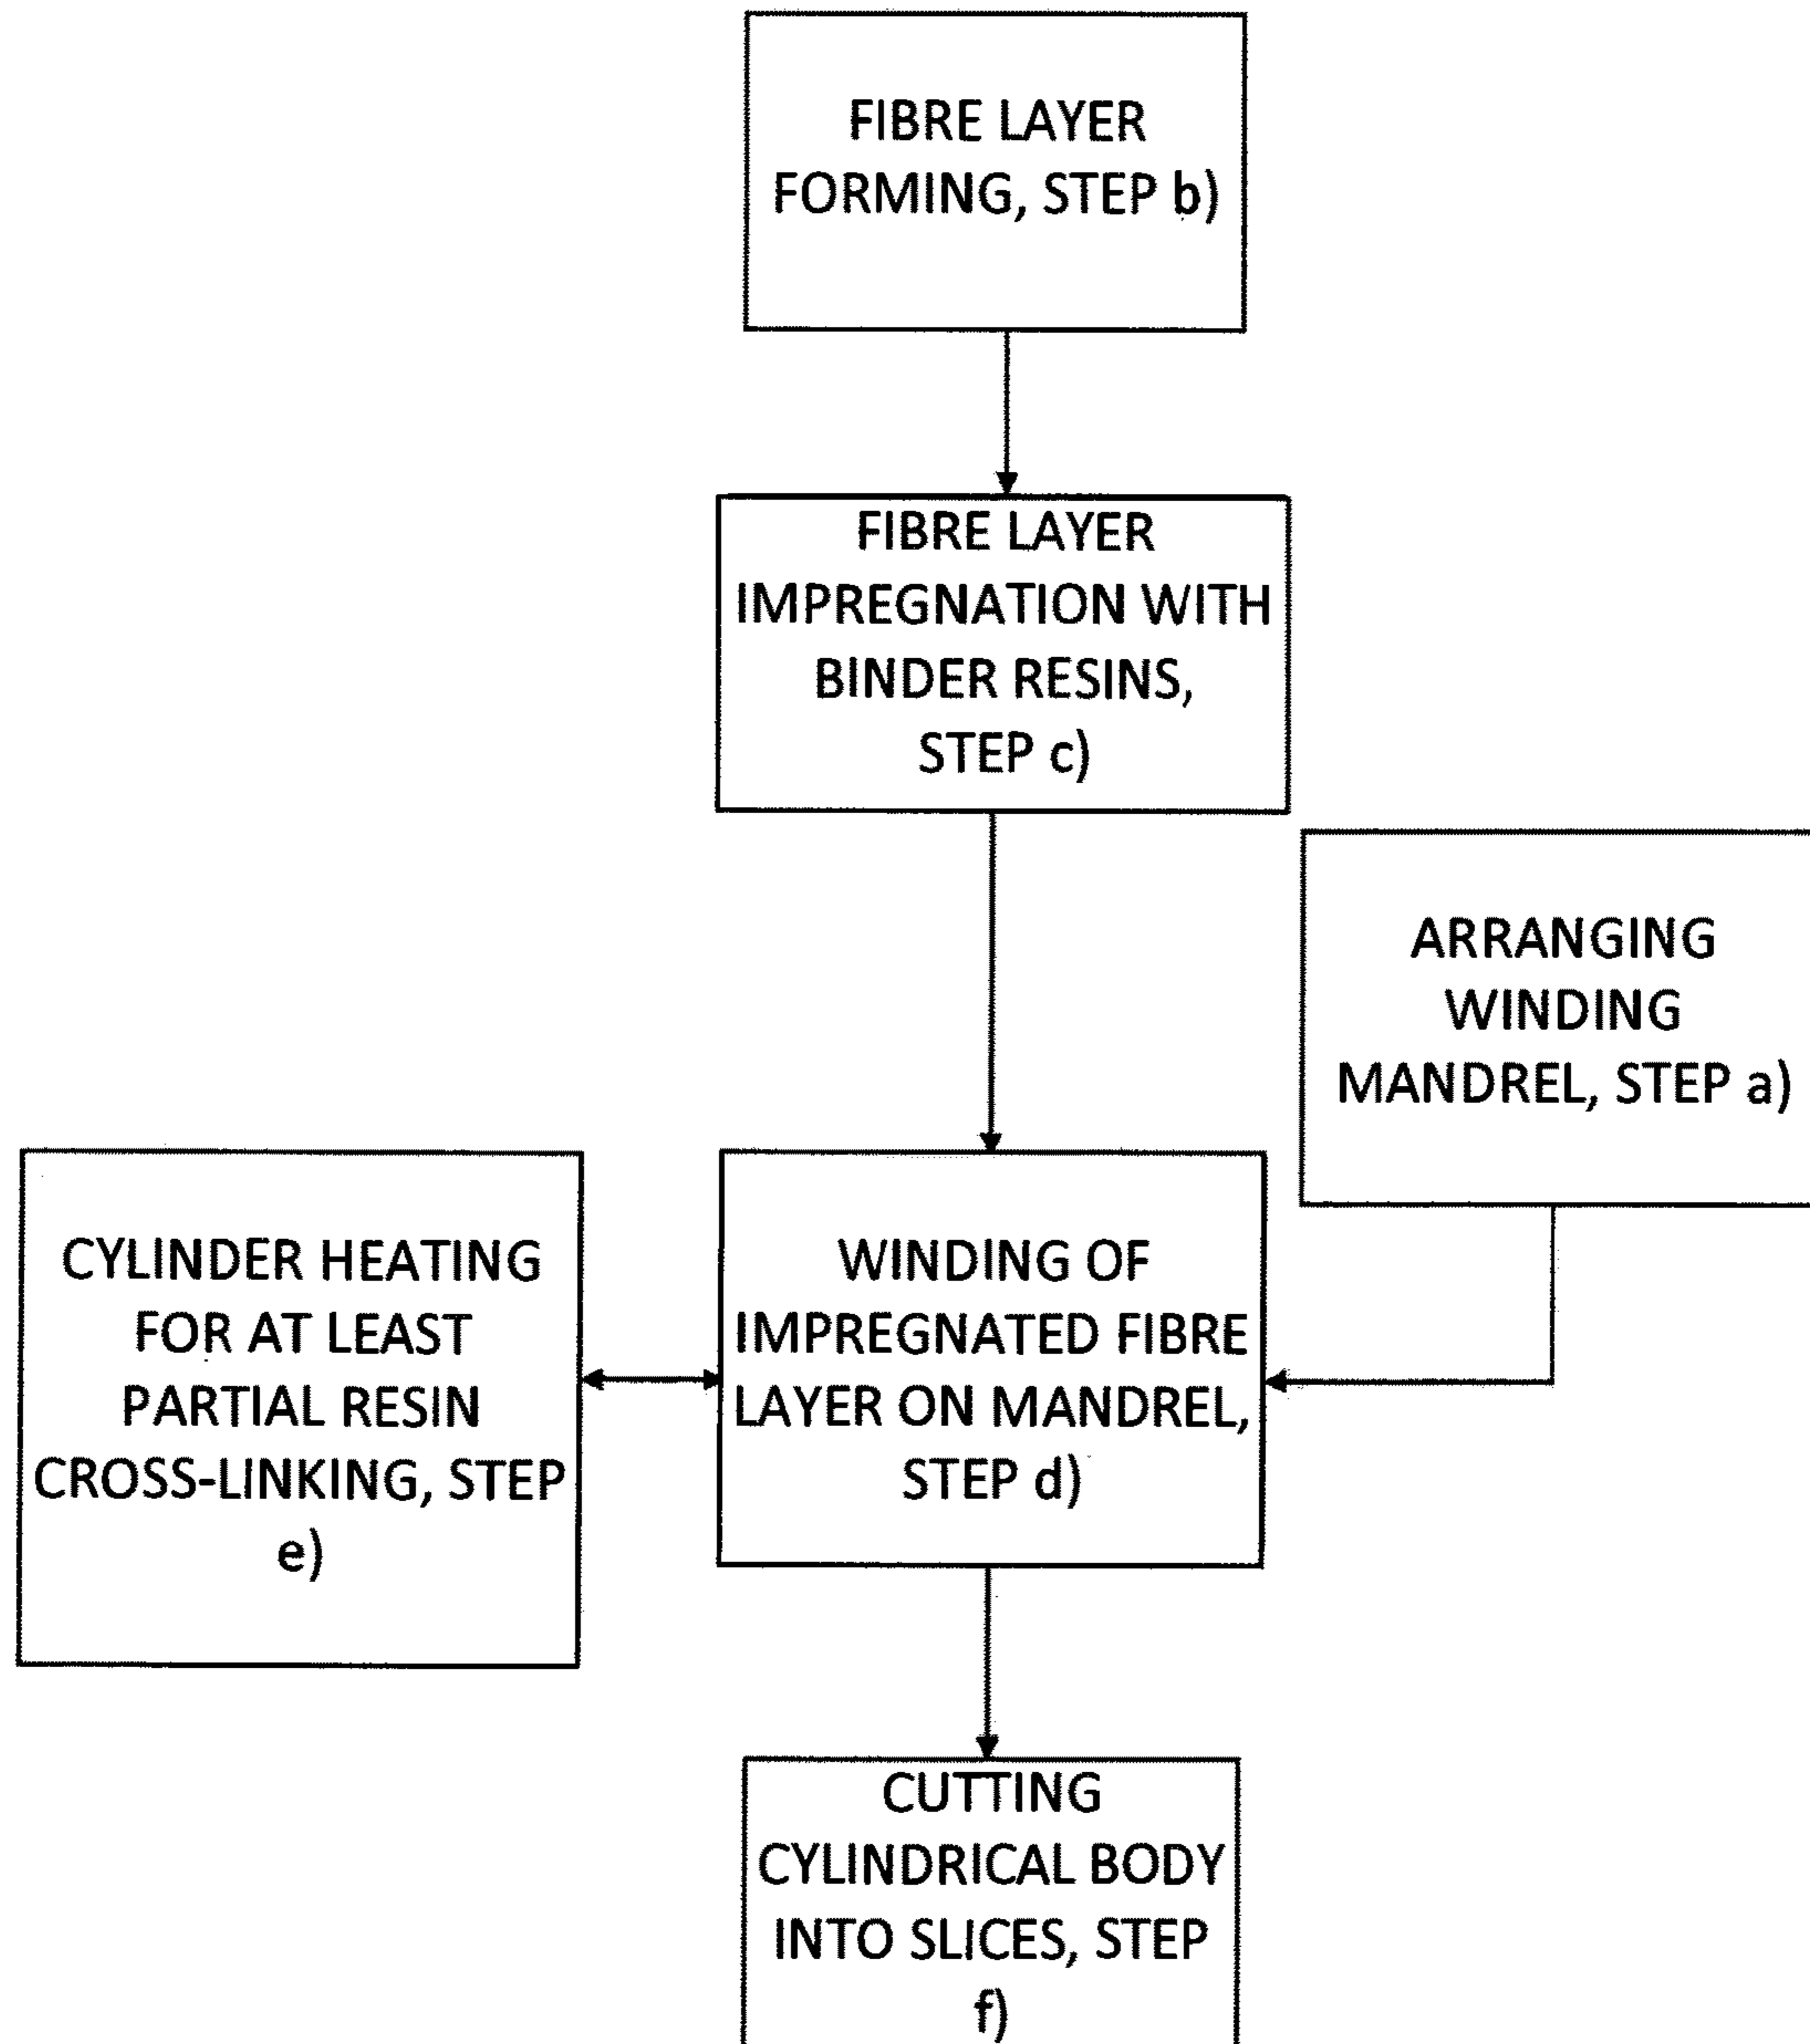 FIBRE LAYER
FORMING, STEP b)
FIBRE LAYER
IMPREGNATION WITH
BINDER RESINS,
STEP c)
ARRANGING
WINDING
MANDREL, STEP a)
CYLINDER HEATING
FOR AT LEAST
PARTIAL RESIN
CROSS-LINKING, STEP
e)
WINDING OF
IMPREGNATED FIBRE
LAYER ON MANDREL,
STEP d)
CUTTING
CYLINDRICAL BODY
INTO SLICES, STEP
f)